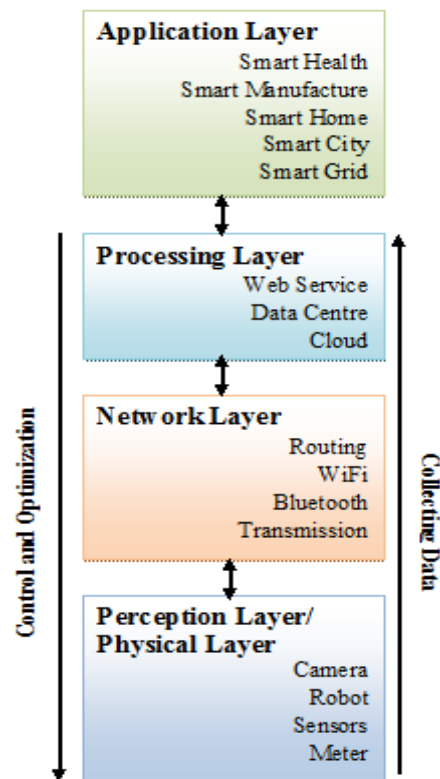 Application Layer
Smart Health
Smart Manufacture
Smart Home
Smart City
Smart Grid
Processing Layer
Web Service
Data Centre
Cloud
Network Layer
Routing
WiFi
Bluetooth
Transmission
Perception Layer/
Physical Layer
Camera
Robot
Sensors
Meter
Control and Optimization
Collecting Data